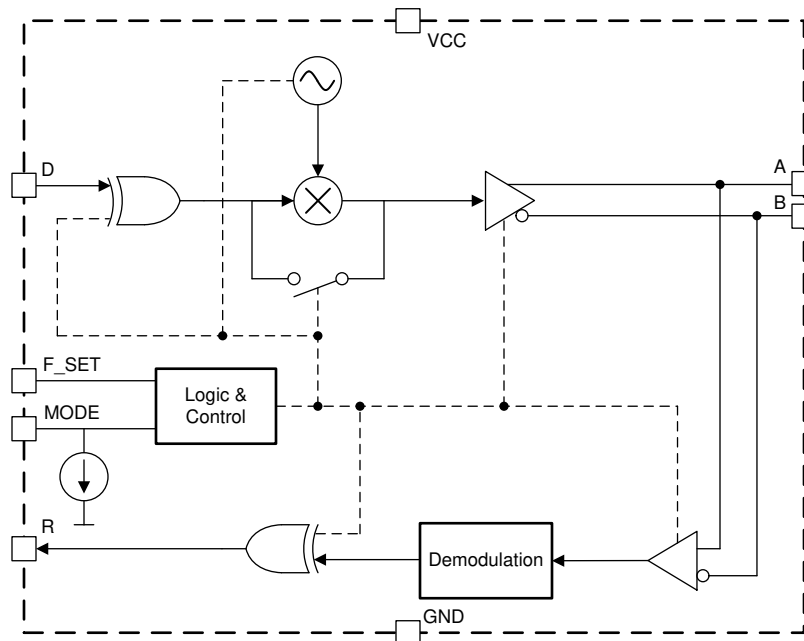 VCC
D
A
B
F_SET
Logic &
Control
MODE
R
Demodulation
GND